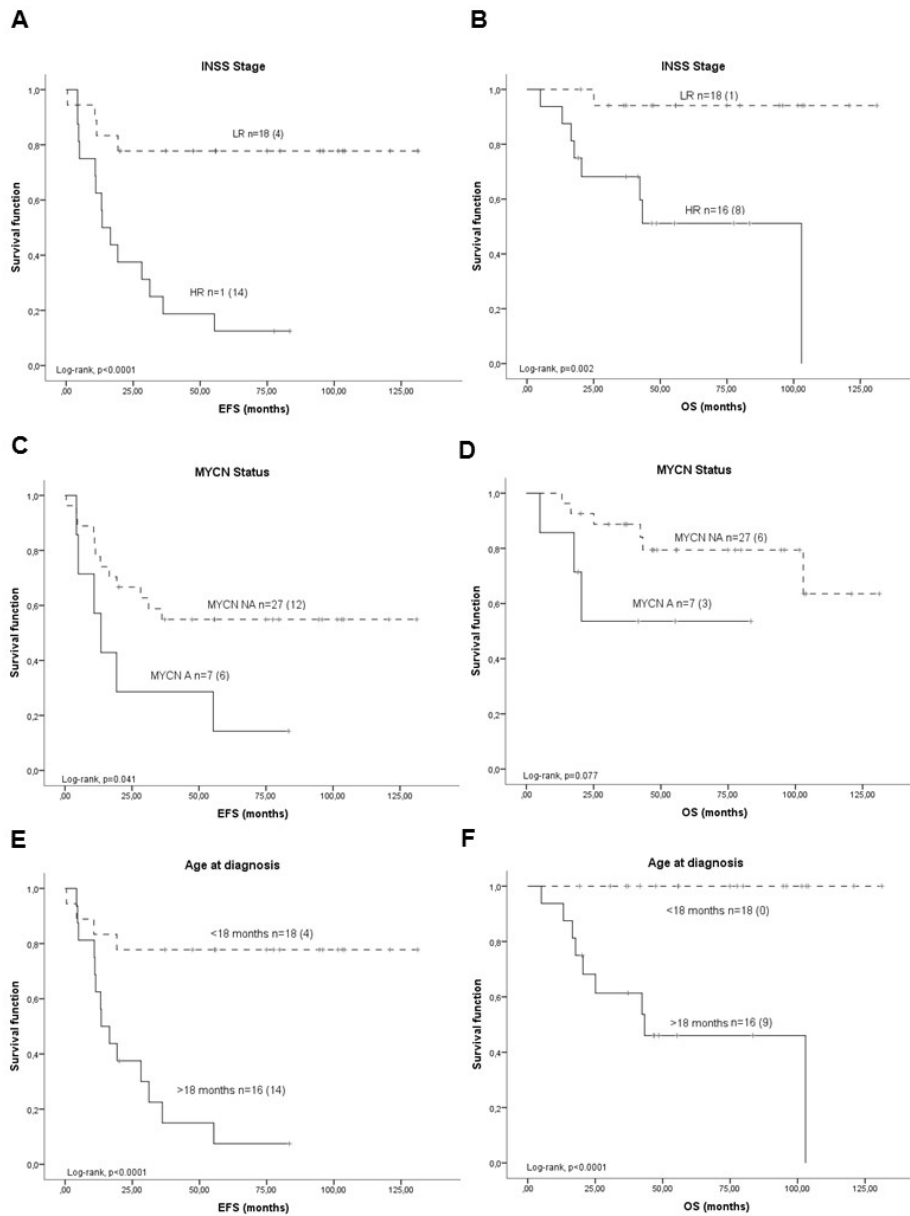 A
INSS Stage
1,0
0,8
0,6
0,4
0,2
0,0
Survival function
LR n=18 (4)
HR n=1 (14)
Log-rank, p<0.0001
,00 25,00 50,00 75,00 100,00 125,00
EFS (months)
B
INSS Stage
1,0
0,8
0,6
0,4
0,2
0,0
Survival function
LR n=18 (1)
HR n=16 (8)
Log-rank, p=0.002
,00 25,00 50,00 75,00 100,00 125,00
OS (months)
C
MYCN Status
1,0
0,8
0,6
0,4
0,2
0,0
Survival function
MYCN NA n=27 (12)
MYCN A n=7 (6)
Log-rank, p=0.041
,00 25,00 50,00 75,00 100,00 125,00
EFS (months)
D
MYCN Status
1,0
0,8
0,6
0,4
0,2
0,0
Survival function
MYCN NA n=27 (6)
MYCN A n=7 (3)
Log-rank, p=0.077
,00 25,00 50,00 75,00 100,00 125,00
OS (months)
E
Age at diagnosis
1,0
0,8
0,6
0,4
0,2
0,0
Survival function
<18 months n=18 (4)
>18 months n=16 (14)
Log-rank, p<0.0001
,00 25,00 50,00 75,00 100,00 125,00
EFS (months)
F
Age at diagnosis
1,0
0,8
0,6
0,4
0,2
0,0
Survival function
<18 months n=18 (0)
>18 months n=16 (9)
Log-rank, p<0.0001
,00 25,00 50,00 75,00 100,00 125,00
OS (months)